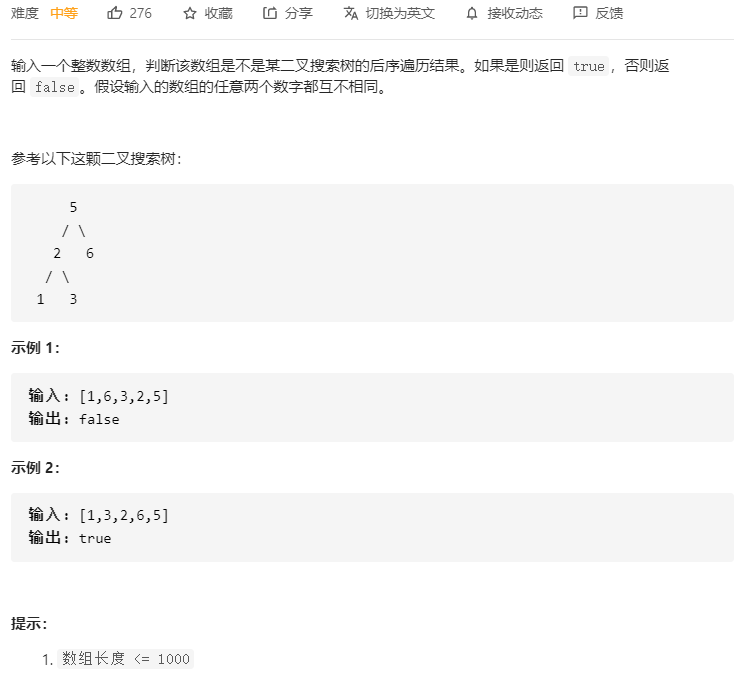 难度 中等 276 收藏 分享 切换为英文 接收动态 反馈
输入一个整数数组，判断该数组是不是某二叉搜索树的后序遍历结果。如果是则返回 true，否则返
回 false。假设输入的数组的任意两个数字都互不相同。
参考以下这颗二叉搜索树：
5
/ \
2 6
/ \
1 3
示例 1:
输入: [1,6,3,2,5]
输出: false
示例 2:
输入: [1,3,2,6,5]
输出: true
提示：
1. 数组长度 <= 1000